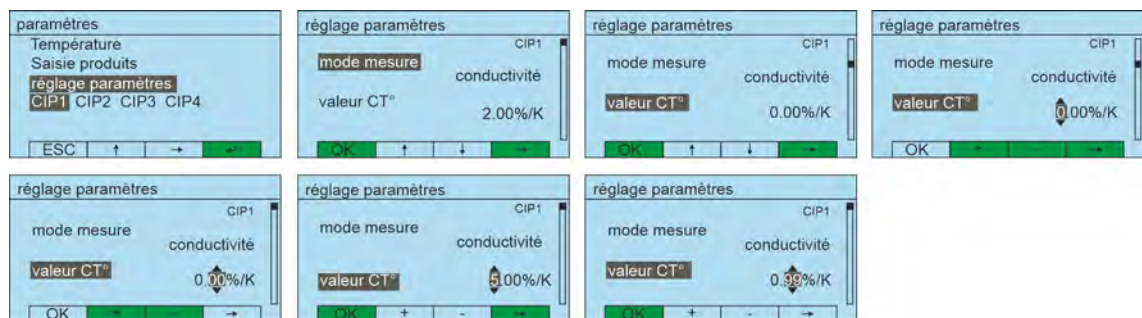 paramètres
Température
Saisie produits
réglage paramètres
CIP1 CIP2 CIP3 CIP4
ESC ↑ → ↵
réglage paramètres
CIP1
mode mesure
conductivité
valeur CT°
2.00%/K
OK ↑ ↓ →
réglage paramètres
CIP1
mode mesure
conductivité
valeur CT°
0.00%/K
OK ↑ ↓ →
réglage paramètres
CIP1
mode mesure
conductivité
valeur CT°
0.00%/K
OK + - →
réglage paramètres
CIP1
mode mesure
conductivité
valeur CT°
0.00%/K
OK + - →
réglage paramètres
CIP1
mode mesure
conductivité
valeur CT°
5.00%/K
OK + - →
réglage paramètres
CIP1
mode mesure
conductivité
valeur CT°
0.99%/K
OK + - →